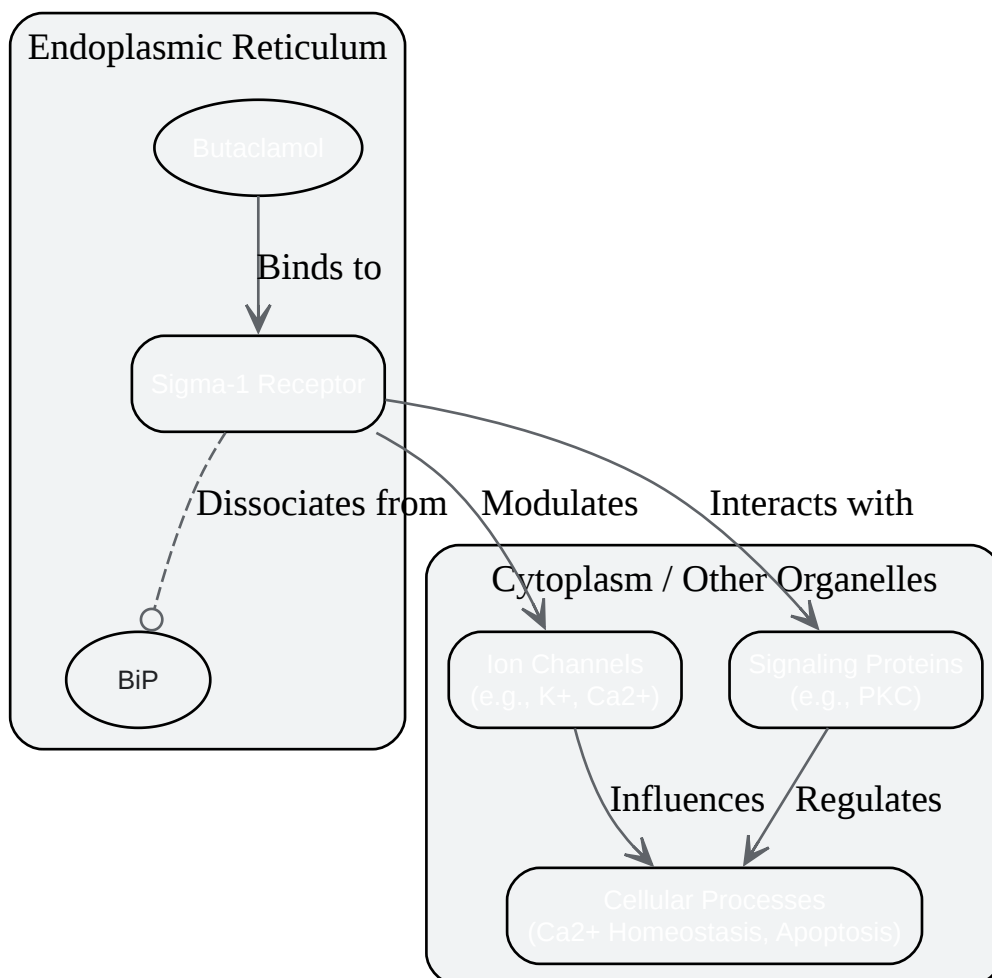 Endoplasmic Reticulum
Butaclamol
Binds to
Sigma-1 Receptor
Dissociates from
Modulates
Interacts with
Cytoplasm / Other Organelles
BiP
Ion Channels
(e.g., K+, Ca2+)
Signaling Proteins
(e.g., PKC)
Influences
Regulates
Cellular Processes
(Ca2+ Homeostasis, Apoptosis)